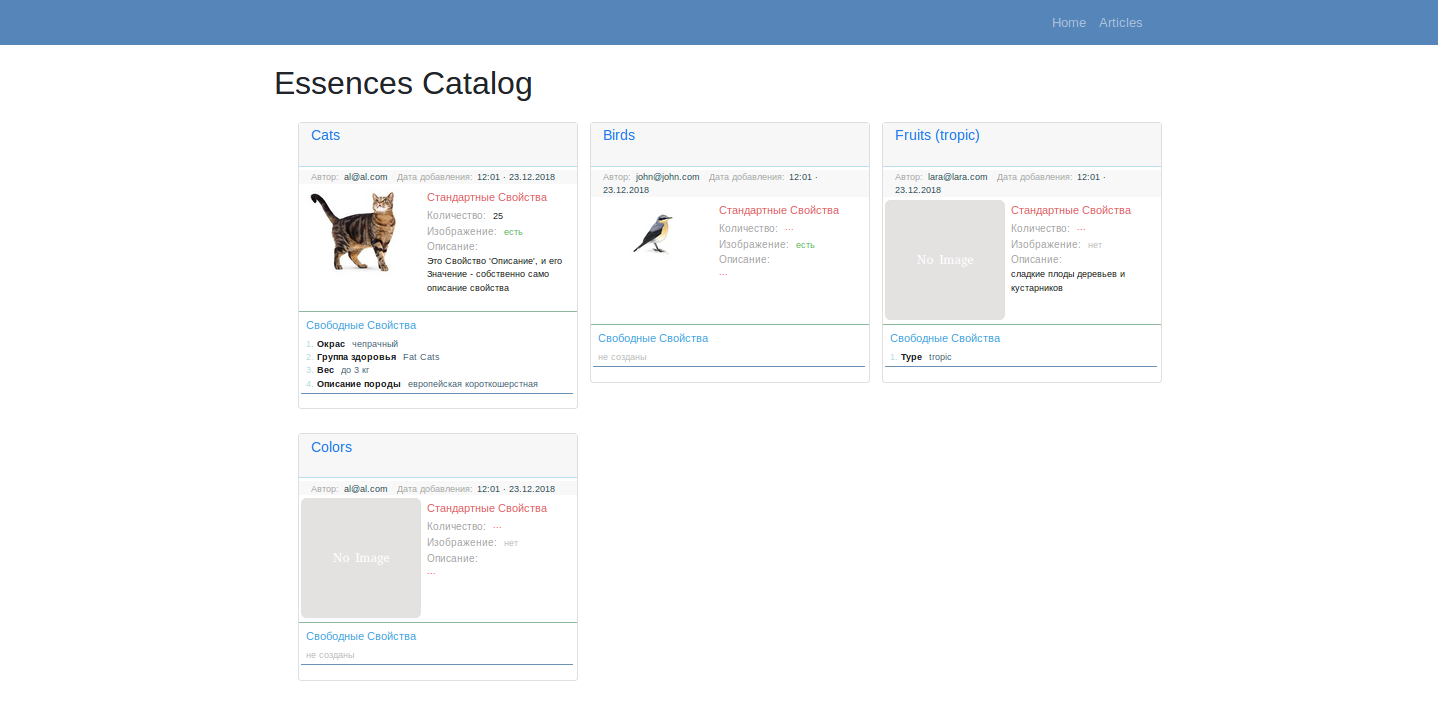 Home Articles
Essences Catalog
Cats
Автор: al@al.com Дата добавления: 12:01 · 23.12.2018
Стандартные Свойства
Количество: 25
Изображение: есть
Описание:
Это Свойство 'Описание', и его
Значение - собственно само
описание свойства
Свободные Свойства
1. Окрас чепрачный
2. Группа здоровья Fat Cats
3. Вес до 3 кг
4. Описание породы европейская короткошерстная
Birds
Автор: john@john.com Дата добавления: 12:01 ·
23.12.2018
Стандартные Свойства
Количество: ...
Изображение: есть
Описание:
...
Свободные Свойства
не созданы
Fruits (tropic)
Автор: lara@lara.com Дата добавления: 12:01 ·
23.12.2018
No Image
Стандартные Свойства
Количество: ...
Изображение: нет
Описание:
сладкие плоды деревьев и
кустарников
Свободные Свойства
1. Type tropic
Colors
Автор: al@al.com Дата добавления: 12:01 · 23.12.2018
No Image
Стандартные Свойства
Количество: ...
Изображение: нет
Описание:
...
Свободные Свойства
не созданы